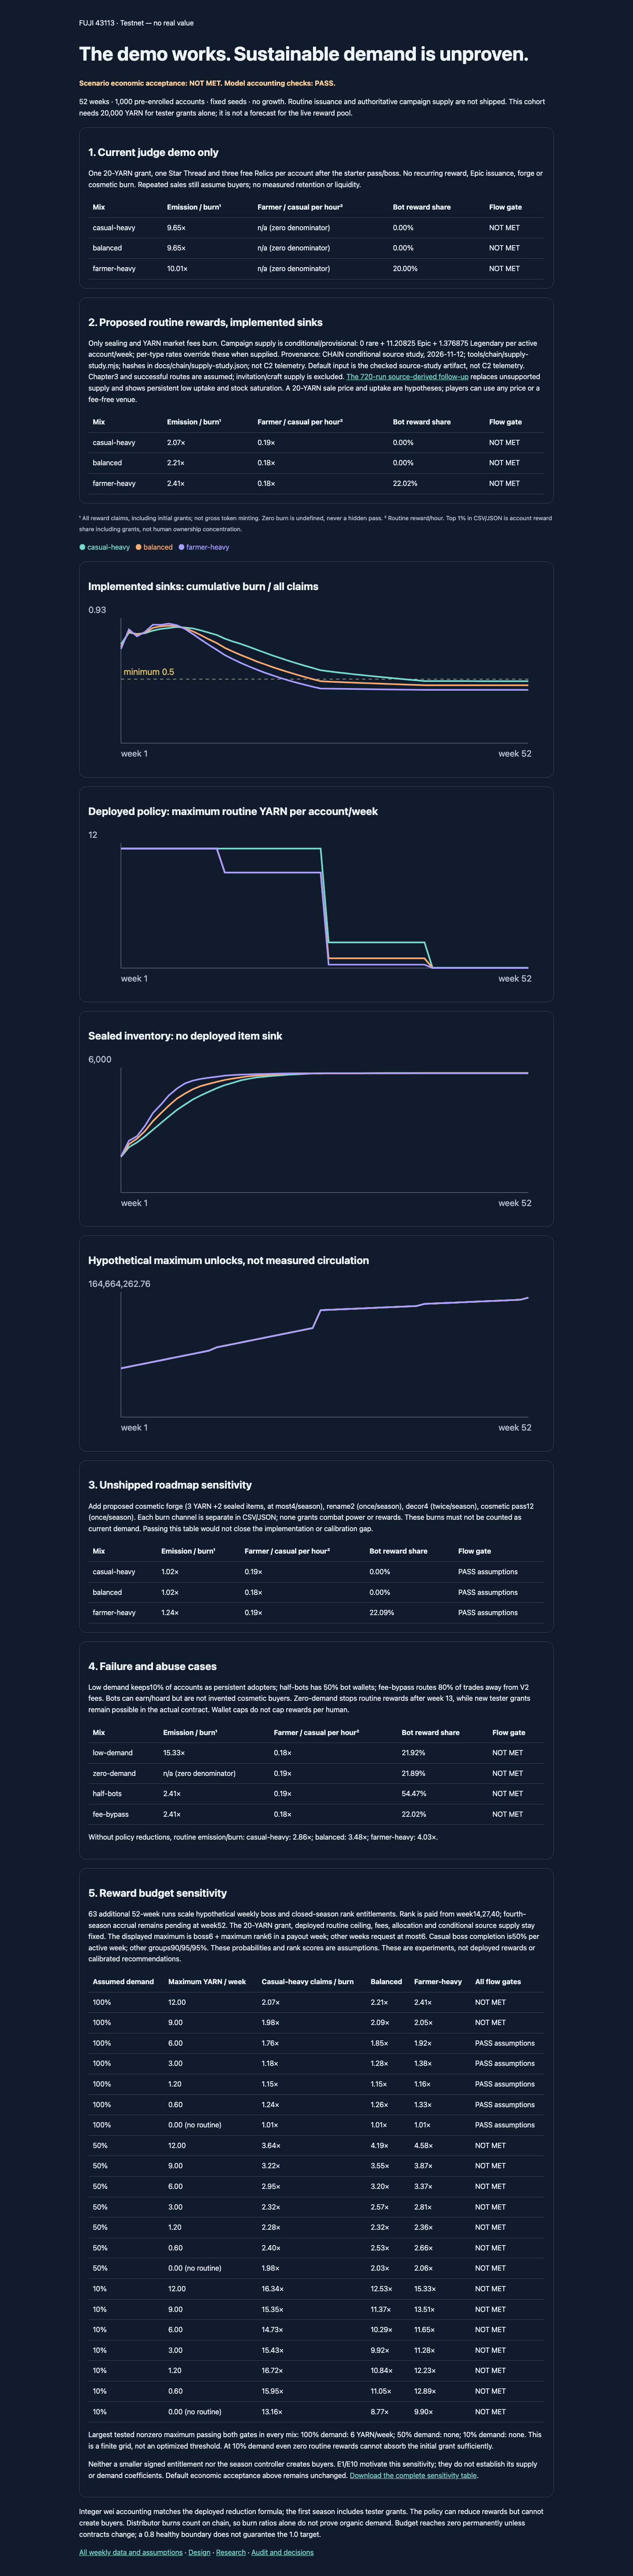 FUJI 43113 · Testnet — no real value
The demo works. Sustainable demand is unproven.
Scenario economic acceptance: NOT MET. Model accounting checks: PASS.
52 weeks · 1,000 pre-enrolled accounts · fixed seeds · no growth. Routine issuance and authoritative campaign supply are not shipped. This cohort
needs 20,000 YARN for tester grants alone; it is not a forecast for the live reward pool.
1. Current judge demo only
One 20-YARN grant, one Star Thread and three free Relics per account after the starter pass/boss. No recurring reward, Epic issuance, forge or
cosmetic burn. Repeated sales still assume buyers; no measured retention or liquidity.
Mix Emission / burn¹ Farmer / casual per hour² Bot reward share Flow gate
casual-heavy 9.65× n/a (zero denominator) 0.00% NOT MET
balanced 9.65× n/a (zero denominator) 0.00% NOT MET
farmer-heavy 10.01× n/a (zero denominator) 20.00% NOT MET
2. Proposed routine rewards, implemented sinks
Only sealing and YARN market fees burn. Campaign supply is conditional/provisional: 0 rare + 11.20825 Epic + 1.376875 Legendary per active
account/week; per-type rates override these when supplied. Provenance: CHAIN conditional source study, 2026-11-12; tools/chain/supply-
study.mjs; hashes in docs/chain/supply-study.json; not C2 telemetry. Default input is the checked source-study artifact, not C2 telemetry.
Chapter3 and successful routes are assumed; invitation/craft supply is excluded. The 720-run source-derived follow-up replaces unsupported
supply and shows persistent low uptake and stock saturation. A 20-YARN sale price and uptake are hypotheses; players can use any price or a
fee-free venue.
Mix Emission / burn¹ Farmer / casual per hour² Bot reward share Flow gate
casual-heavy 2.07× 0.19× 0.00% NOT MET
balanced 2.21× 0.18× 0.00% NOT MET
farmer-heavy 2.41× 0.18× 22.02% NOT MET
¹ All reward claims, including initial grants; not gross token minting. Zero burn is undefined, never a hidden pass. ² Routine reward/hour. Top 1% in CSV/JSON is account reward
share including grants, not human ownership concentration.
casual-heavy balanced farmer-heavy
Implemented sinks: cumulative burn / all claims
0.93
minimum 0.5
week 1 week 52
Deployed policy: maximum routine YARN per account/week
12
week 1 week 52
Sealed inventory: no deployed item sink
6,000
week 1 week 52
Hypothetical maximum unlocks, not measured circulation
164,664,262.76
week 1 week 52
3. Unshipped roadmap sensitivity
Add proposed cosmetic forge (3 YARN +2 sealed items, at most4/season), rename2 (once/season), decor4 (twice/season), cosmetic pass12
(once/season). Each burn channel is separate in CSV/JSON; none grants combat power or rewards. These burns must not be counted as
current demand. Passing this table would not close the implementation or calibration gap.
Mix Emission / burn¹ Farmer / casual per hour² Bot reward share Flow gate
casual-heavy 1.02× 0.19× 0.00% PASS assumptions
balanced 1.02× 0.18× 0.00% PASS assumptions
farmer-heavy 1.24× 0.19× 22.09% PASS assumptions
4. Failure and abuse cases
Low demand keeps10% of accounts as persistent adopters; half-bots has 50% bot wallets; fee-bypass routes 80% of trades away from V2
fees. Bots can earn/hoard but are not invented cosmetic buyers. Zero-demand stops routine rewards after week 13, while new tester grants
remain possible in the actual contract. Wallet caps do not cap rewards per human.
Mix Emission / burn¹ Farmer / casual per hour² Bot reward share Flow gate
low-demand 15.33× 0.18× 21.92% NOT MET
zero-demand n/a (zero denominator) 0.19× 21.89% NOT MET
half-bots 2.41× 0.19× 54.47% NOT MET
fee-bypass 2.41× 0.18× 22.02% NOT MET
Without policy reductions, routine emission/burn: casual-heavy: 2.86×; balanced: 3.48×; farmer-heavy: 4.03×.
5. Reward budget sensitivity
63 additional 52-week runs scale hypothetical weekly boss and closed-season rank entitlements. Rank is paid from week14,27,40; fourth-
season accrual remains pending at week52. The 20-YARN grant, deployed routine ceiling, fees, allocation and conditional source supply stay
fixed. The displayed maximum is boss6 + maximum rank6 in a payout week; other weeks request at most6. Casual boss completion is50% per
active week; other groups90/95/95%. These probabilities and rank scores are assumptions. These are experiments, not deployed rewards or
calibrated recommendations.
Assumed demand Maximum YARN / week Casual-heavy claims / burn Balanced Farmer-heavy All flow gates
100% 12.00 2.07× 2.21× 2.41× NOT MET
100% 9.00 1.98× 2.09× 2.05× NOT MET
100% 6.00 1.76× 1.85× 1.92× PASS assumptions
100% 3.00 1.18× 1.28× 1.38× PASS assumptions
100% 1.20 1.15× 1.15× 1.16× PASS assumptions
100% 0.60 1.24× 1.26× 1.33× PASS assumptions
100% 0.00 (no routine) 1.01× 1.01× 1.01× PASS assumptions
50% 12.00 3.64× 4.19× 4.58× NOT MET
50% 9.00 3.22× 3.55× 3.87× NOT MET
50% 6.00 2.95× 3.20× 3.37× NOT MET
50% 3.00 2.32× 2.57× 2.81× NOT MET
50% 1.20 2.28× 2.32× 2.36× NOT MET
50% 0.60 2.40× 2.53× 2.66× NOT MET
50% 0.00 (no routine) 1.98× 2.03× 2.06× NOT MET
10% 12.00 16.34× 12.53× 15.33× NOT MET
10% 9.00 15.35× 11.37× 13.51× NOT MET
10% 6.00 14.73× 10.29× 11.65× NOT MET
10% 3.00 15.43× 9.92× 11.28× NOT MET
10% 1.20 16.72× 10.84× 12.23× NOT MET
10% 0.60 15.95× 11.05× 12.89× NOT MET
10% 0.00 (no routine) 13.16× 8.77× 9.90× NOT MET
Largest tested nonzero maximum passing both gates in every mix: 100% demand: 6 YARN/week; 50% demand: none; 10% demand: none. This
is a finite grid, not an optimized threshold. At 10% demand even zero routine rewards cannot absorb the initial grant sufficiently.
Neither a smaller signed entitlement nor the season controller creates buyers. E1/E10 motivate this sensitivity; they do not establish its supply
or demand coefficients. Default economic acceptance above remains unchanged. Download the complete sensitivity table.
Integer wei accounting matches the deployed reduction formula; the first season includes tester grants. The policy can reduce rewards but cannot
create buyers. Distributor burns count on chain, so burn ratios alone do not prove organic demand. Budget reaches zero permanently unless
contracts change; a 0.8 healthy boundary does not guarantee the 1.0 target.
All weekly data and assumptions · Design · Research · Audit and decisions